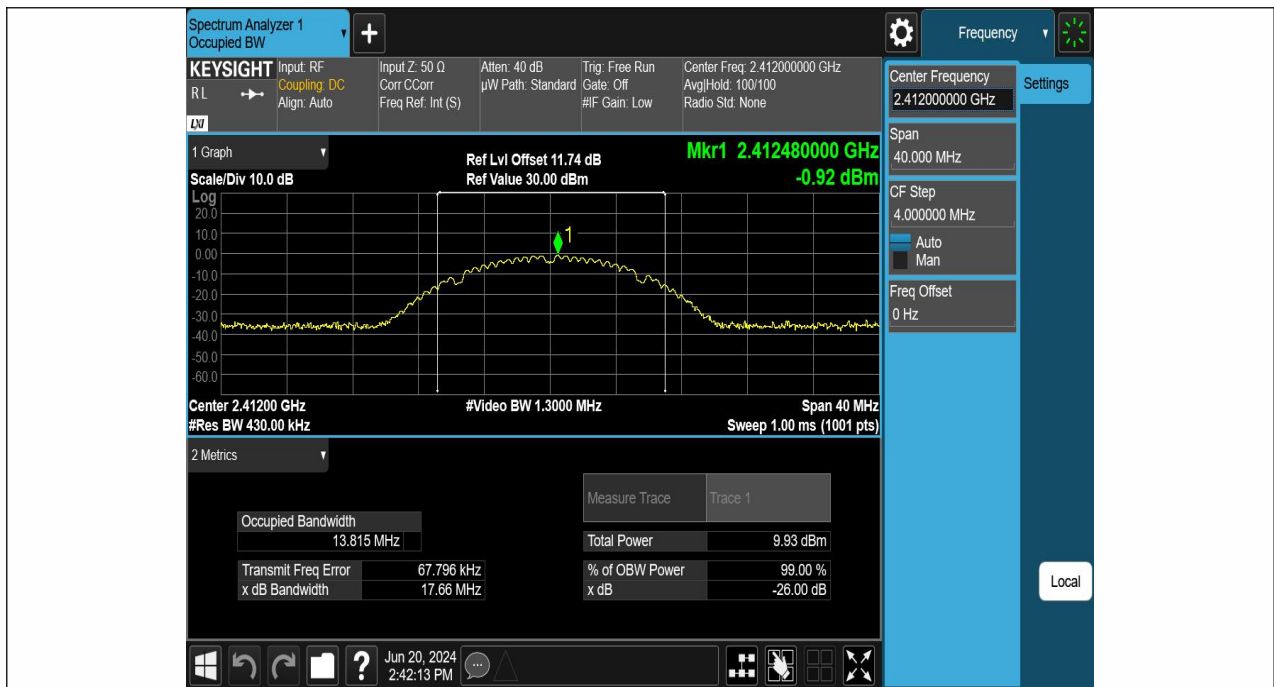 Spectrum Analyzer 1
Occupied BW
+
Frequency
KEYSIGHT
R L
LXI
Input: RF
Coupling: DC
Align: Auto
Input Z: 50 Ω
Corr CCorr
Freq Ref: Int (S)
Atten: 40 dB
µW Path: Standard
Trig: Free Run
Gate: Off
#IF Gain: Low
Center Freq: 2.412000000 GHz
Avg|Hold: 100/100
Radio Std: None
Center Frequency
2.412000000 GHz
Settings
Span
40.000 MHz
CF Step
4.000000 MHz
Auto
Man
Freq Offset
0 Hz
Local
1 Graph
Scale/Div 10.0 dB
Ref Lvl Offset 11.74 dB
Ref Value 30.00 dBm
Mkr1 2.412480000 GHz
-0.92 dBm
Log
20.0
10.0
0.00
-10.0
-20.0
-30.0
-40.0
-50.0
-60.0
1
Center 2.41200 GHz
#Video BW 1.3000 MHz
Span 40 MHz
#Res BW 430.00 kHz
Sweep 1.00 ms (1001 pts)
2 Metrics
Measure Trace Trace 1
Occupied Bandwidth
13.815 MHz
Total Power 9.93 dBm
Transmit Freq Error 67.796 kHz
% of OBW Power 99.00 %
x dB Bandwidth 17.66 MHz
x dB -26.00 dB
?
Jun 20, 2024
2:42:13 PM